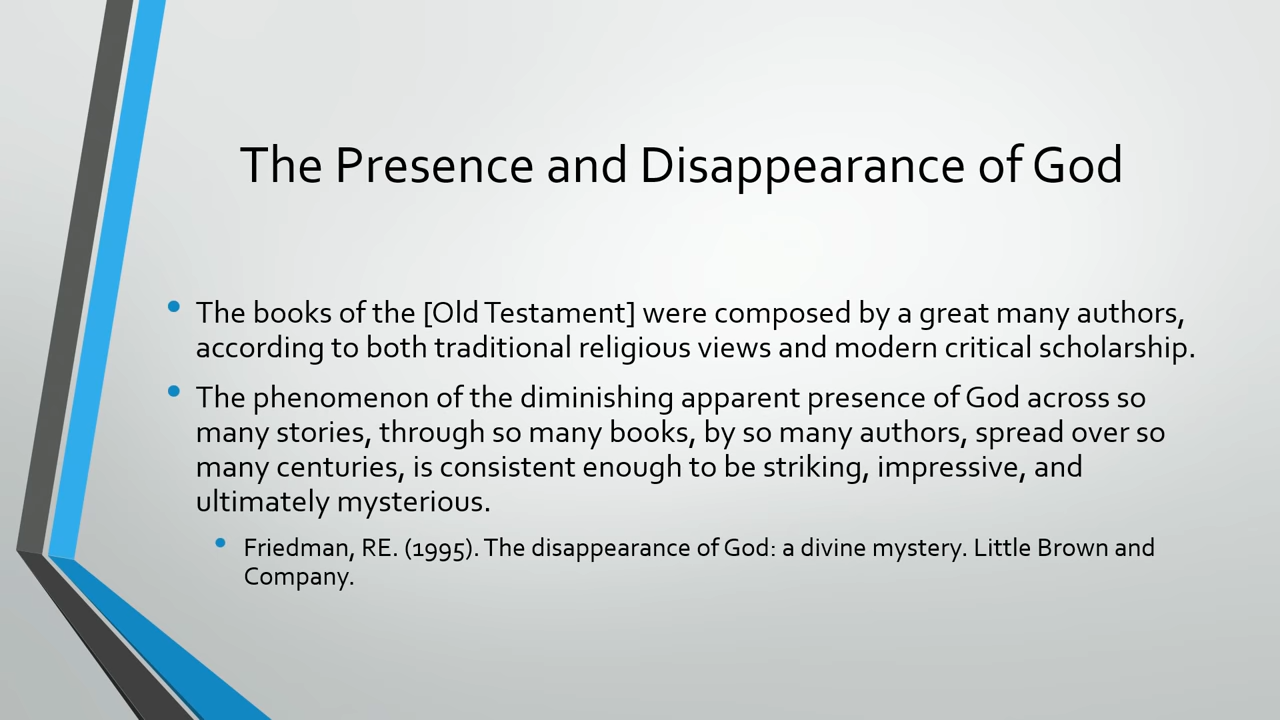 The Presence and Disappearance of God
• The books of the [Old Testament] were composed by a great many authors,
according to both traditional religious views and modern critical scholarship.
• The phenomenon of the diminishing apparent presence of God across so
many stories, through so many books, by so many authors, spread over so
many centuries, is consistent enough to be striking, impressive, and
ultimately mysterious.
• Friedman, RE. (1995). The disappearance of God: a divine mystery. Little Brown and
Company.